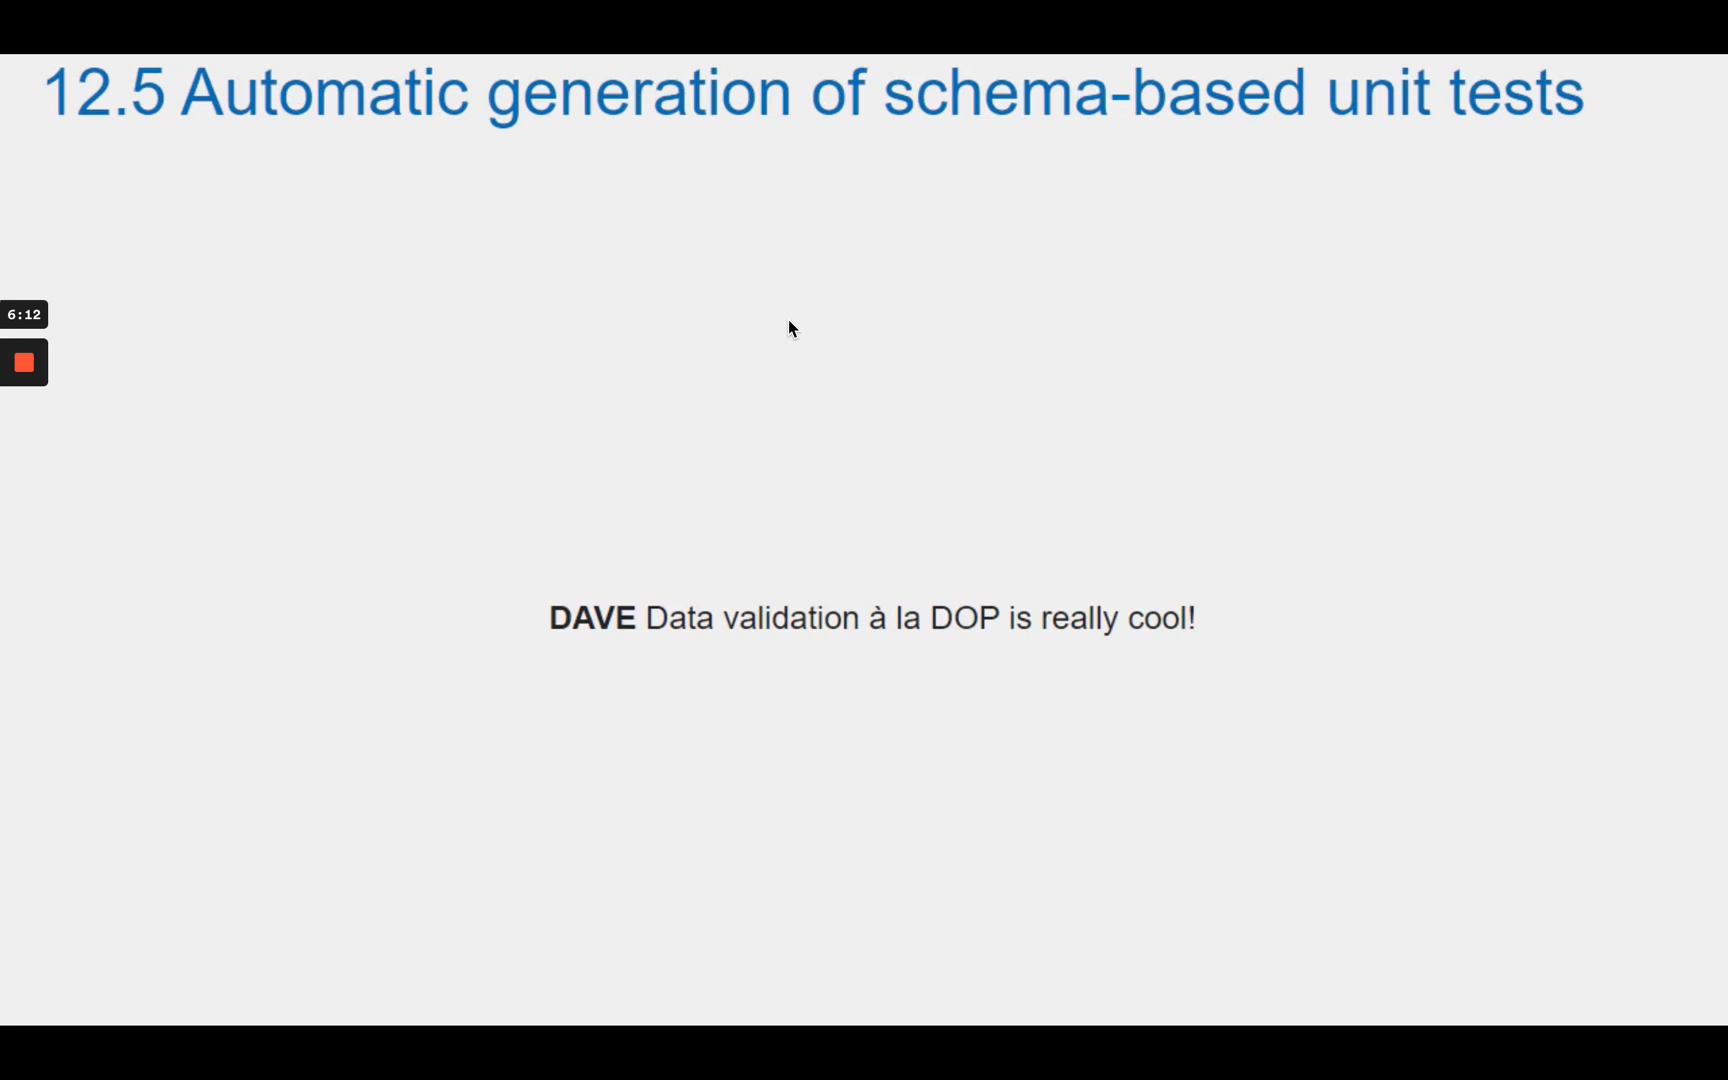 12.5 Automatic generation of schema-based unit tests
6:12
DAVE Data validation à la DOP is really cool!